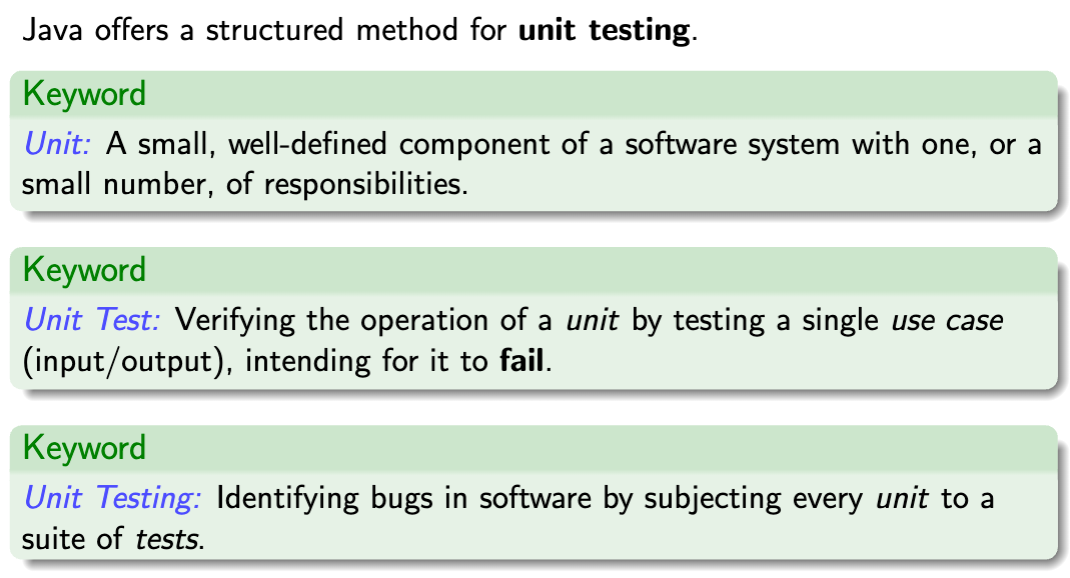 Java offers a structured method for unit testing.
Keyword
Unit: A small, well-defined component of a software system with one, or a
small number, of responsibilities.
Keyword
Unit Test: Verifying the operation of a unit by testing a single use case
(input/output), intending for it to fail.
Keyword
Unit Testing: Identifying bugs in software by subjecting every unit to a
suite of tests.